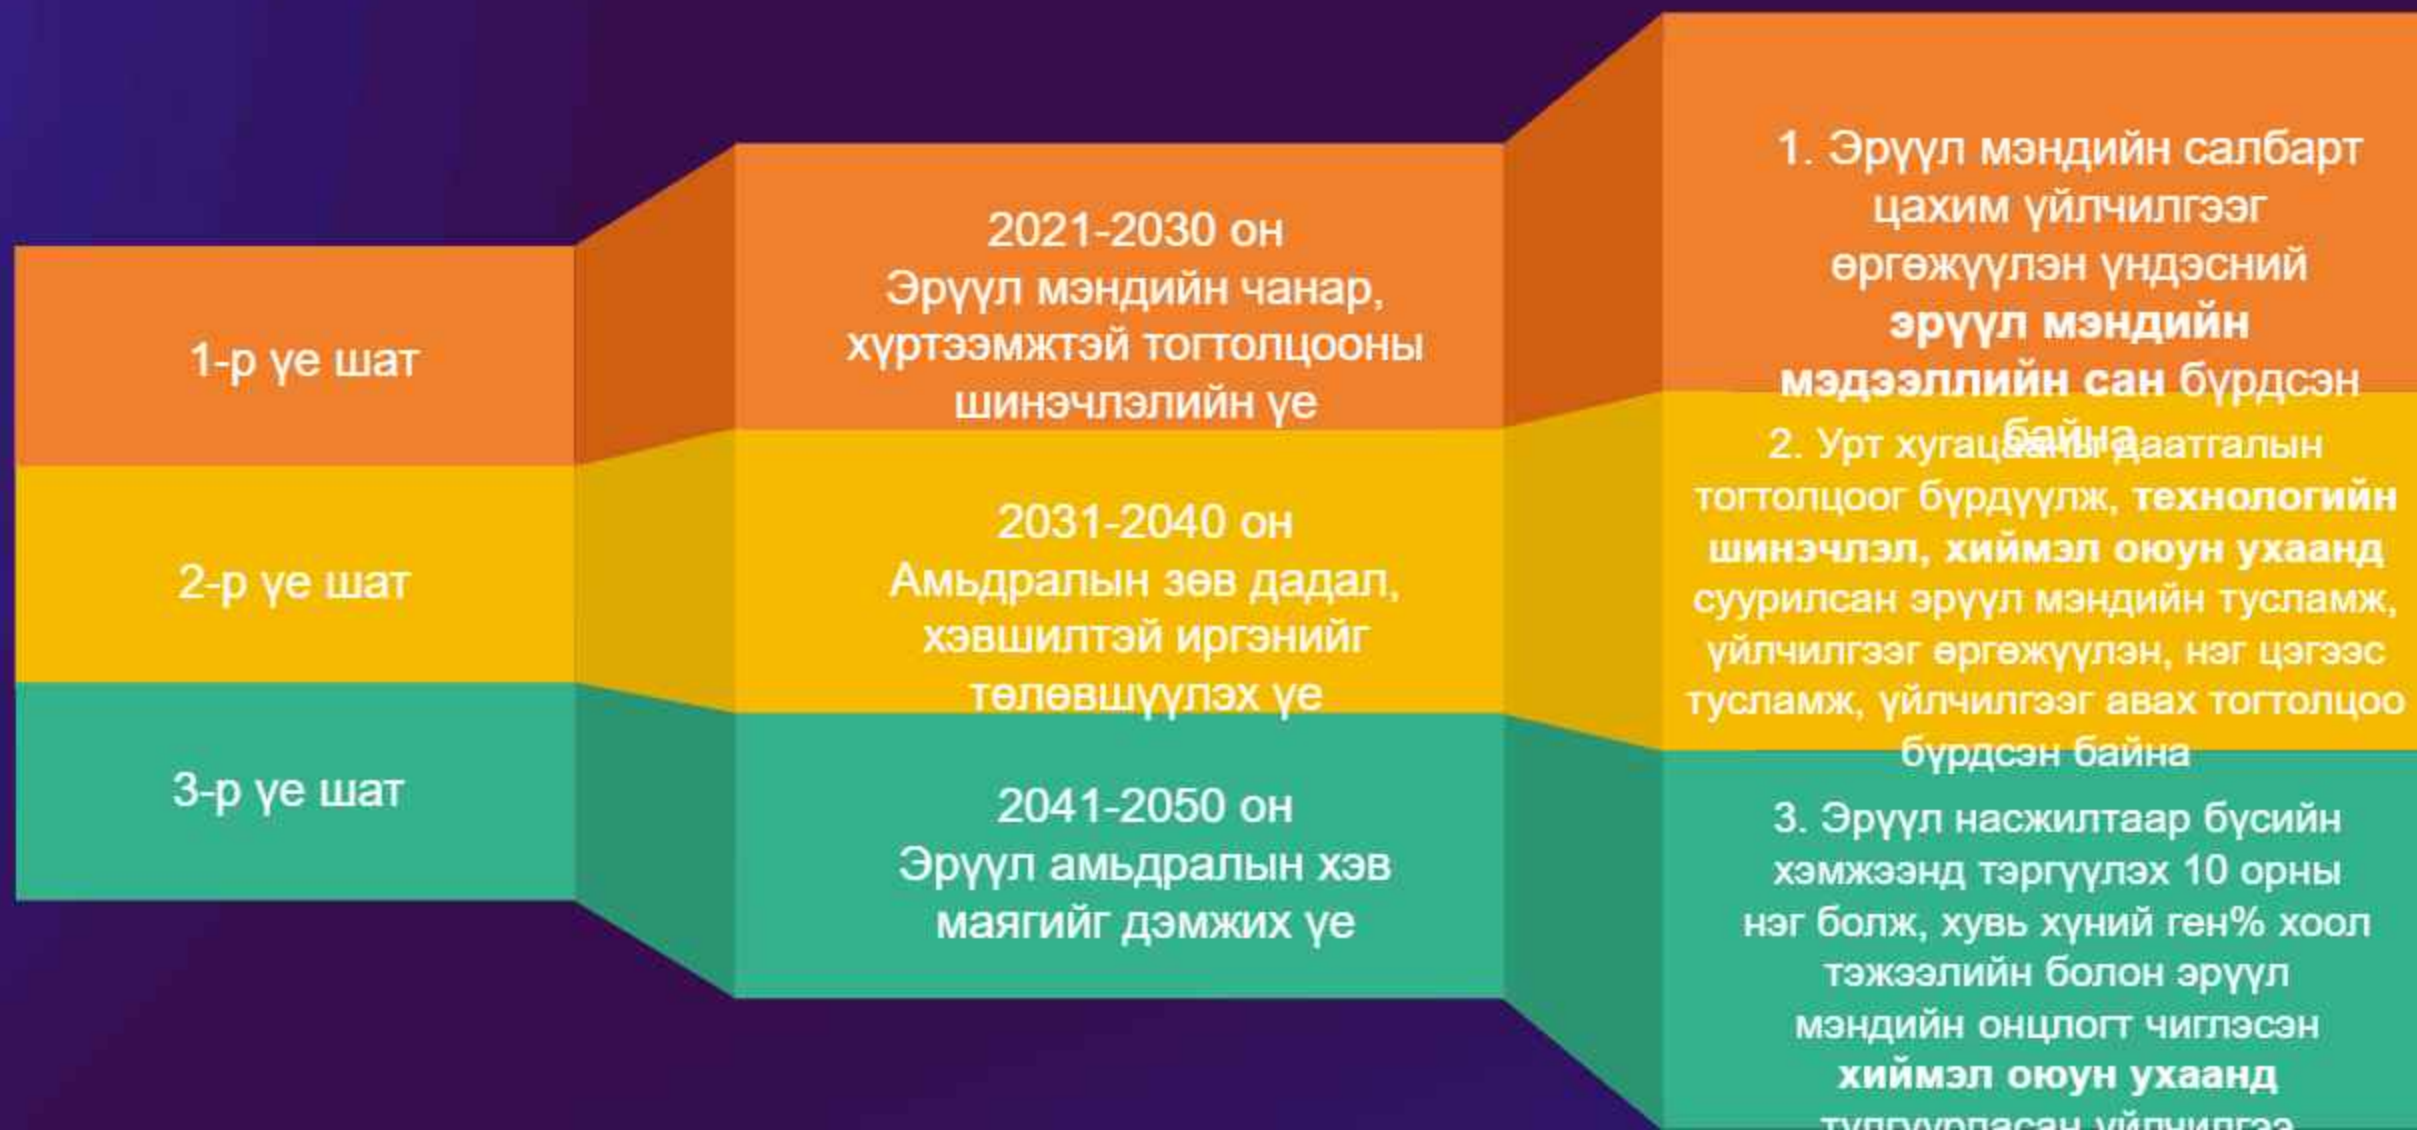 1-р үе шат
2021-2030 он
Эрүүл мэндийн чанар,
хүртээмжтэй тогтолцооны
шинэчлэлийн үе
1. Эрүүл мэндийн салбарт
цахим үйлчилгээг
өргөжүүлэн үндэсний
эрүүл мэндийн
мэдээллийн сан бүрдсэн
байна
2-р үе шат
2031-2040 он
Амьдралын зөв дадал,
хэвшилтэй иргэнийг
төлөвшүүлэх үе
2. Урт хугацааны даатгалын
тогтолцоог бүрдүүлж, технологийн
шинэчлэл, хиймэл оюун ухаанд
суурилсан эрүүл мэндийн тусламж,
үйлчилгээг өргөжүүлэн, нэг цэгээс
тусламж, үйлчилгээг авах тогтолцоо
бүрдсэн байна
3-р үе шат
2041-2050 он
Эрүүл амьдралын хэв
маягийг дэмжих үе
3. Эрүүл насжилтаар бүсийн
хэмжээнд тэргүүлэх 10 орны
нэг болж, хувь хүний ген% хоол
тэжээлийн болон эрүүл
мэндийн онцлогт чиглэсэн
хиймэл оюун ухаанд
тулгуурласан үйлчилгээ